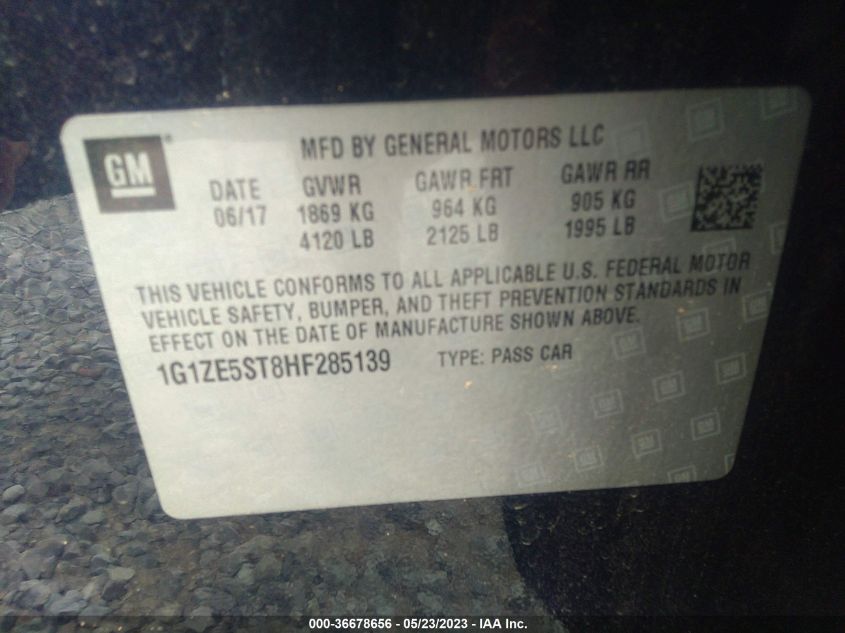 GM ®
MFD BY GENERAL MOTORS LLC
DATE GVWR GAWR FRT GAWR RR
06/17 1869 KG 964 KG 905 KG
4120 LB 2125 LB 1995 LB
THIS VEHICLE CONFORMS TO ALL APPLICABLE U.S. FEDERAL MOTOR
VEHICLE SAFETY, BUMPER, AND THEFT PREVENTION STANDARDS IN
EFFECT ON THE DATE OF MANUFACTURE SHOWN ABOVE.
1G1ZE5ST8HF285139 TYPE: PASS CAR
000-36678656 - 05/23/2023 - IAA Inc.